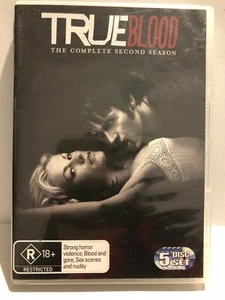 TRUEBLOOD
THE COMPLETE SECOND SEASON
R 18+
RESTRICTED
Strong horror
violence, Blood and
gore, Sex scenes
and nudity
5 DISC
SET